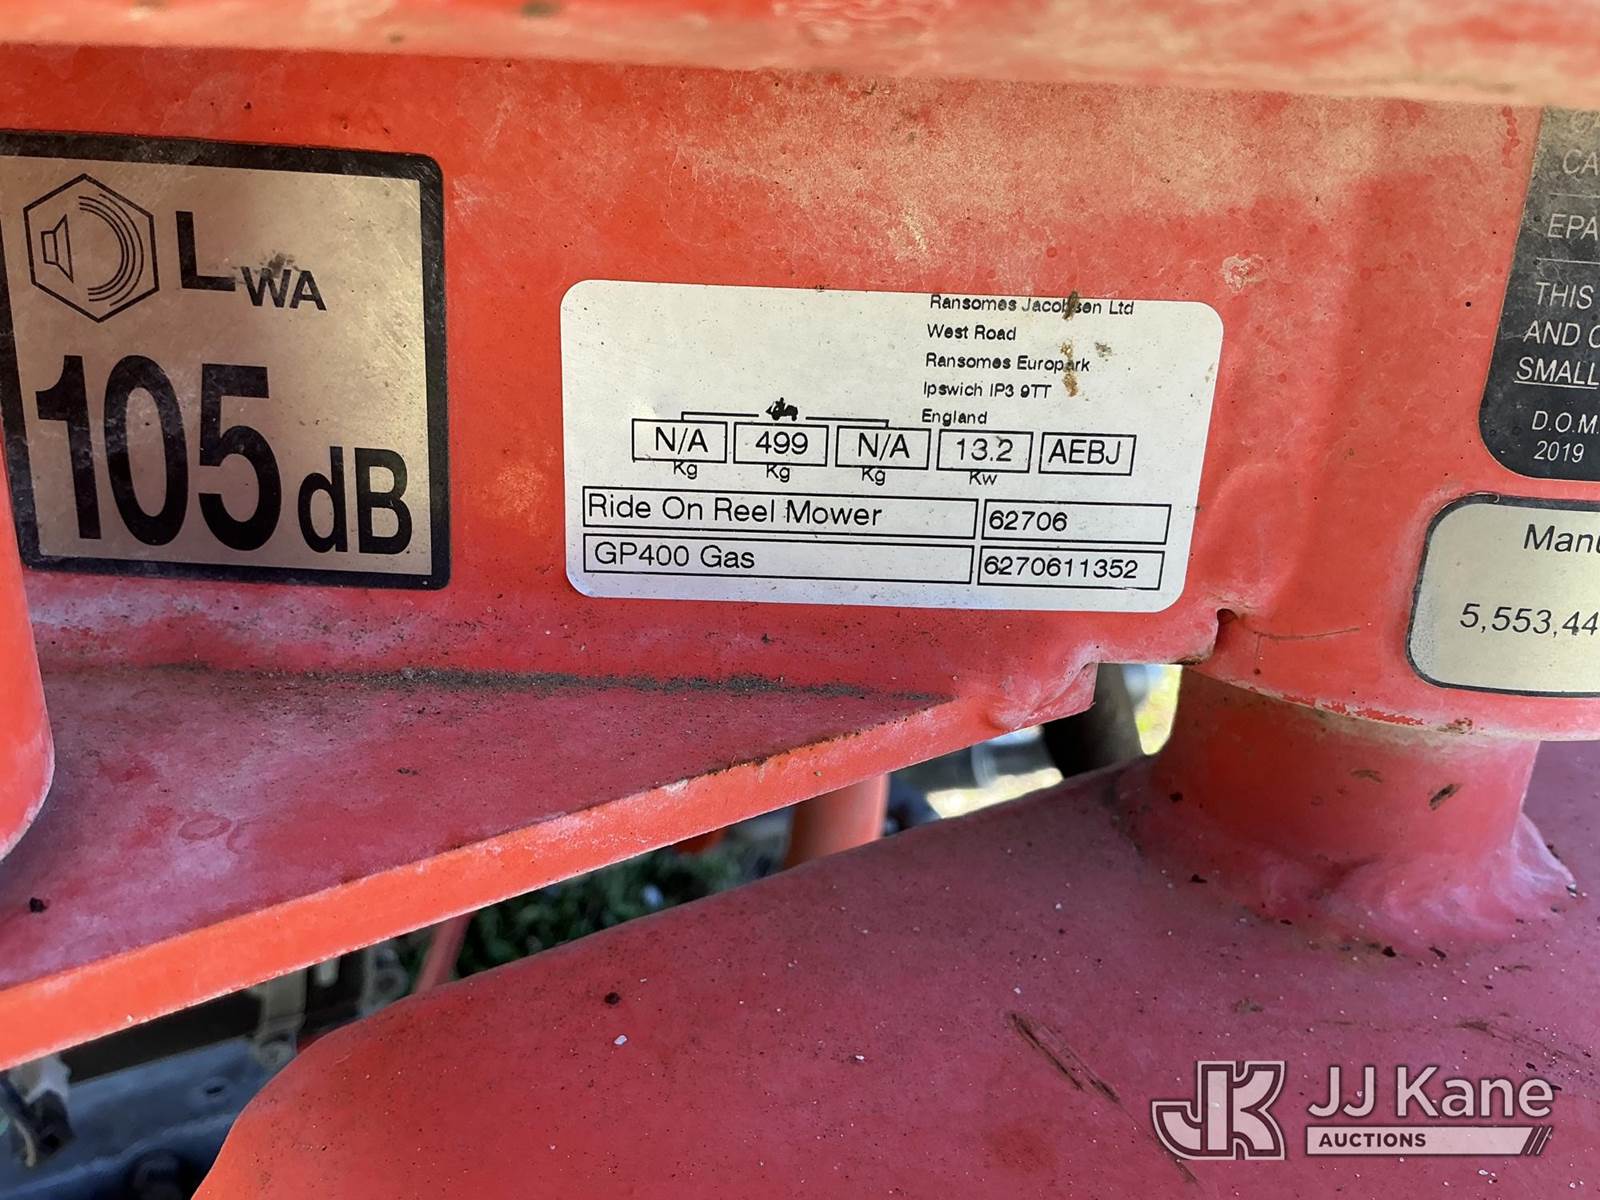 LWA
105 dB
Ransomes Jacobsen Ltd
West Road
Ransomes Europark
Ipswich IP3 9TT
England
N/A 499 N/A 13.2 AEBJ
Kg Kg Kg Kw
Ride On Reel Mower 62706
GP400 Gas 6270611352
CA
EPA
THIS
AND
SMALL
D.O.M.
2019
Manu
5,553,44
JK JJ Kane
AUCTIONS